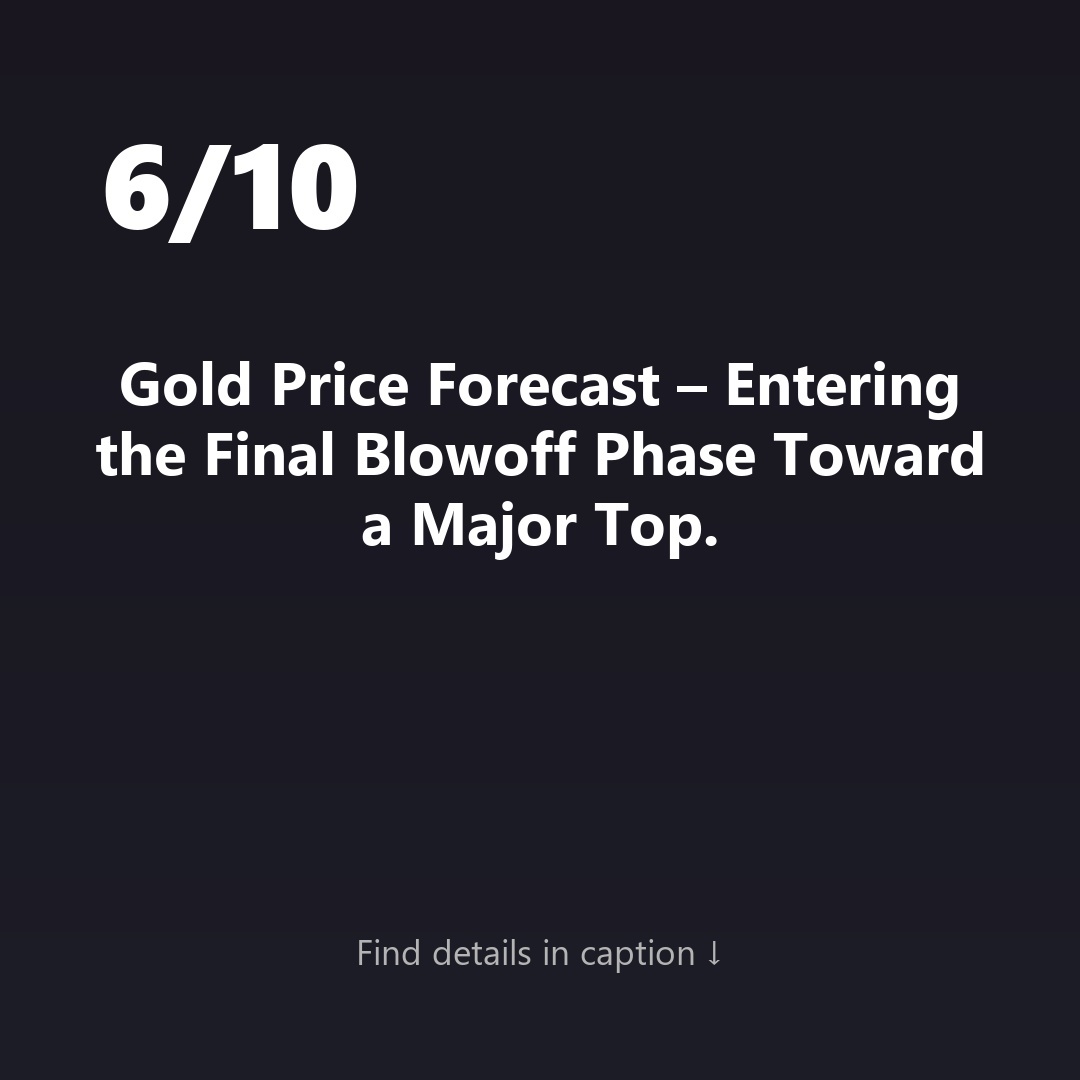 6/10
Gold Price Forecast – Entering
the Final Blowoff Phase Toward
a Major Top.
Find details in caption ↓